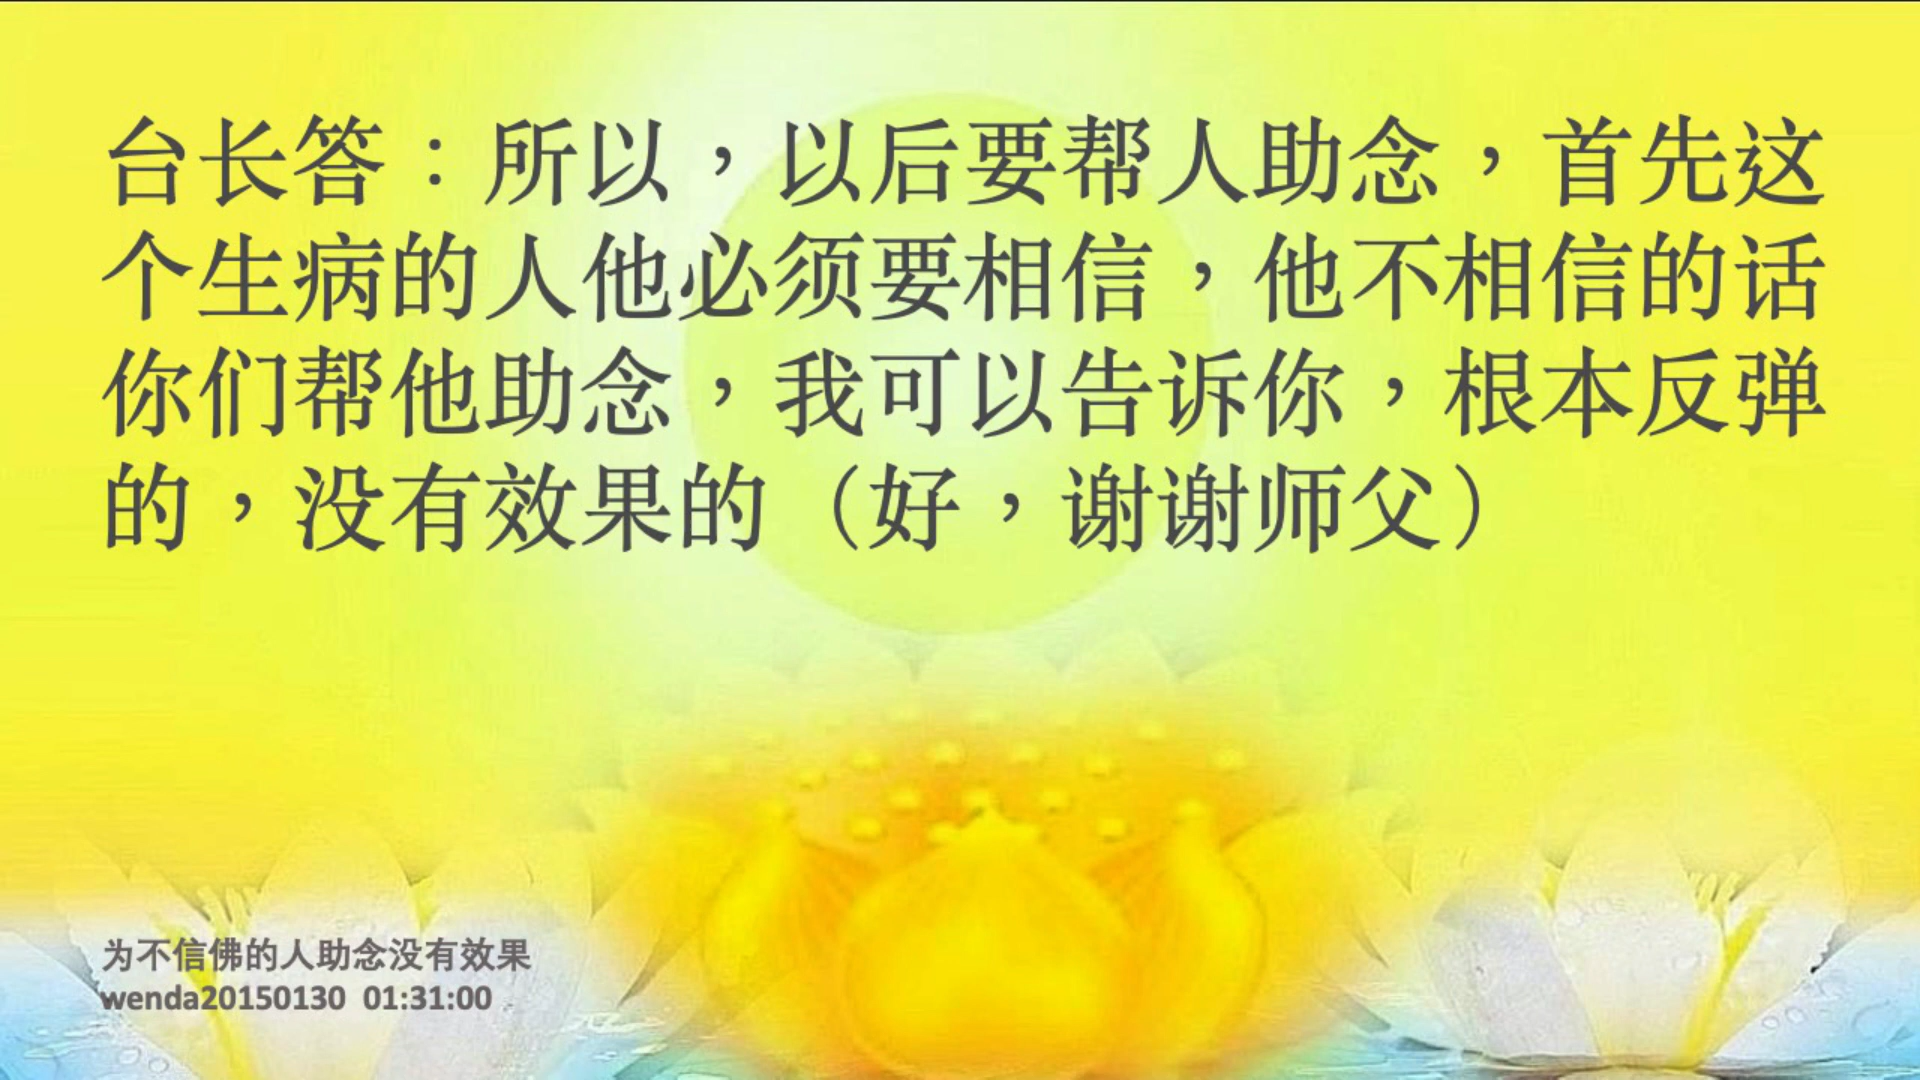 台长答：所以，以后要帮人助念，首先这
个生病的人他必须要相信，他不相信的话
你们帮他助念，我可以告诉你，根本反弹
的，没有效果的（好，谢谢师父）
为不信佛的人助念没有效果
wenda20150130 01:31:00